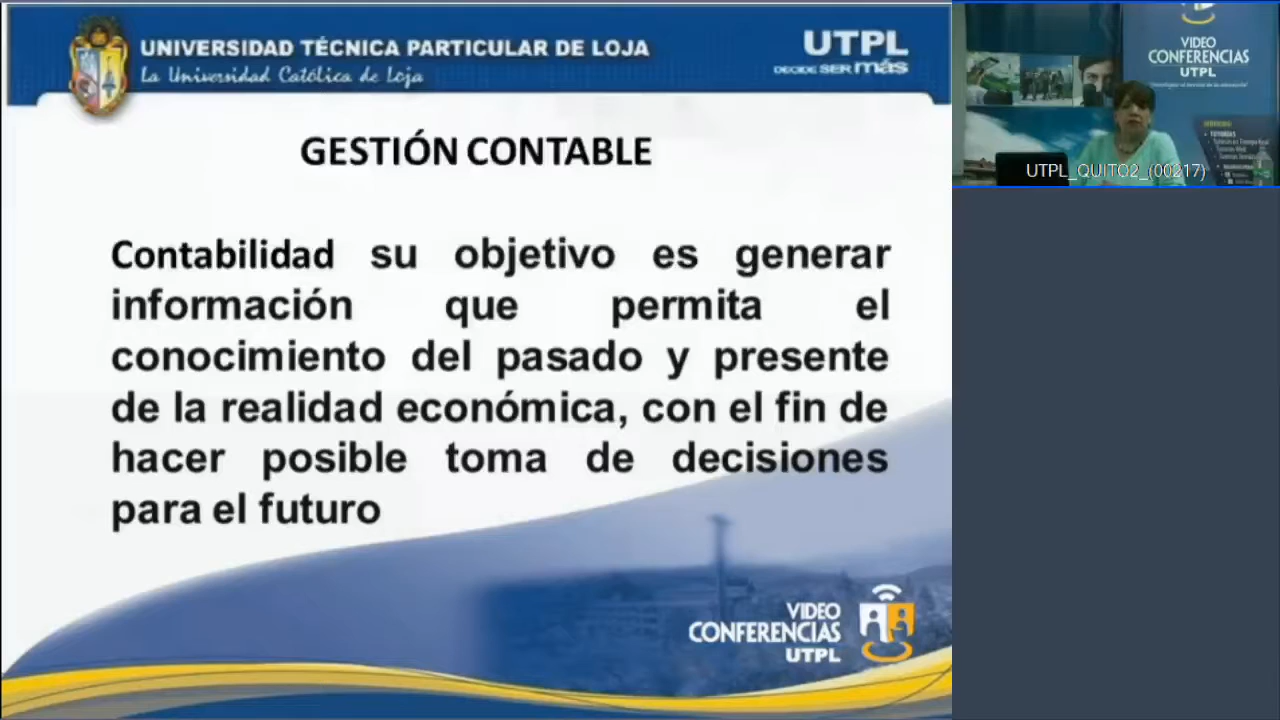 UNIVERSIDAD TÉCNICA PARTICULAR DE LOJA
La Universidad Católica de Loja
UTPL
DECIDE SER más
GESTIÓN CONTABLE
Contabilidad su objetivo es generar
información que permita el
conocimiento del pasado y presente
de la realidad económica, con el fin de
hacer posible toma de decisiones
para el futuro
VIDEO
CONFERENCIAS
UTPL
VIDEO
CONFERENCIAS
UTPL
UTPL_QUITO2_(00217)